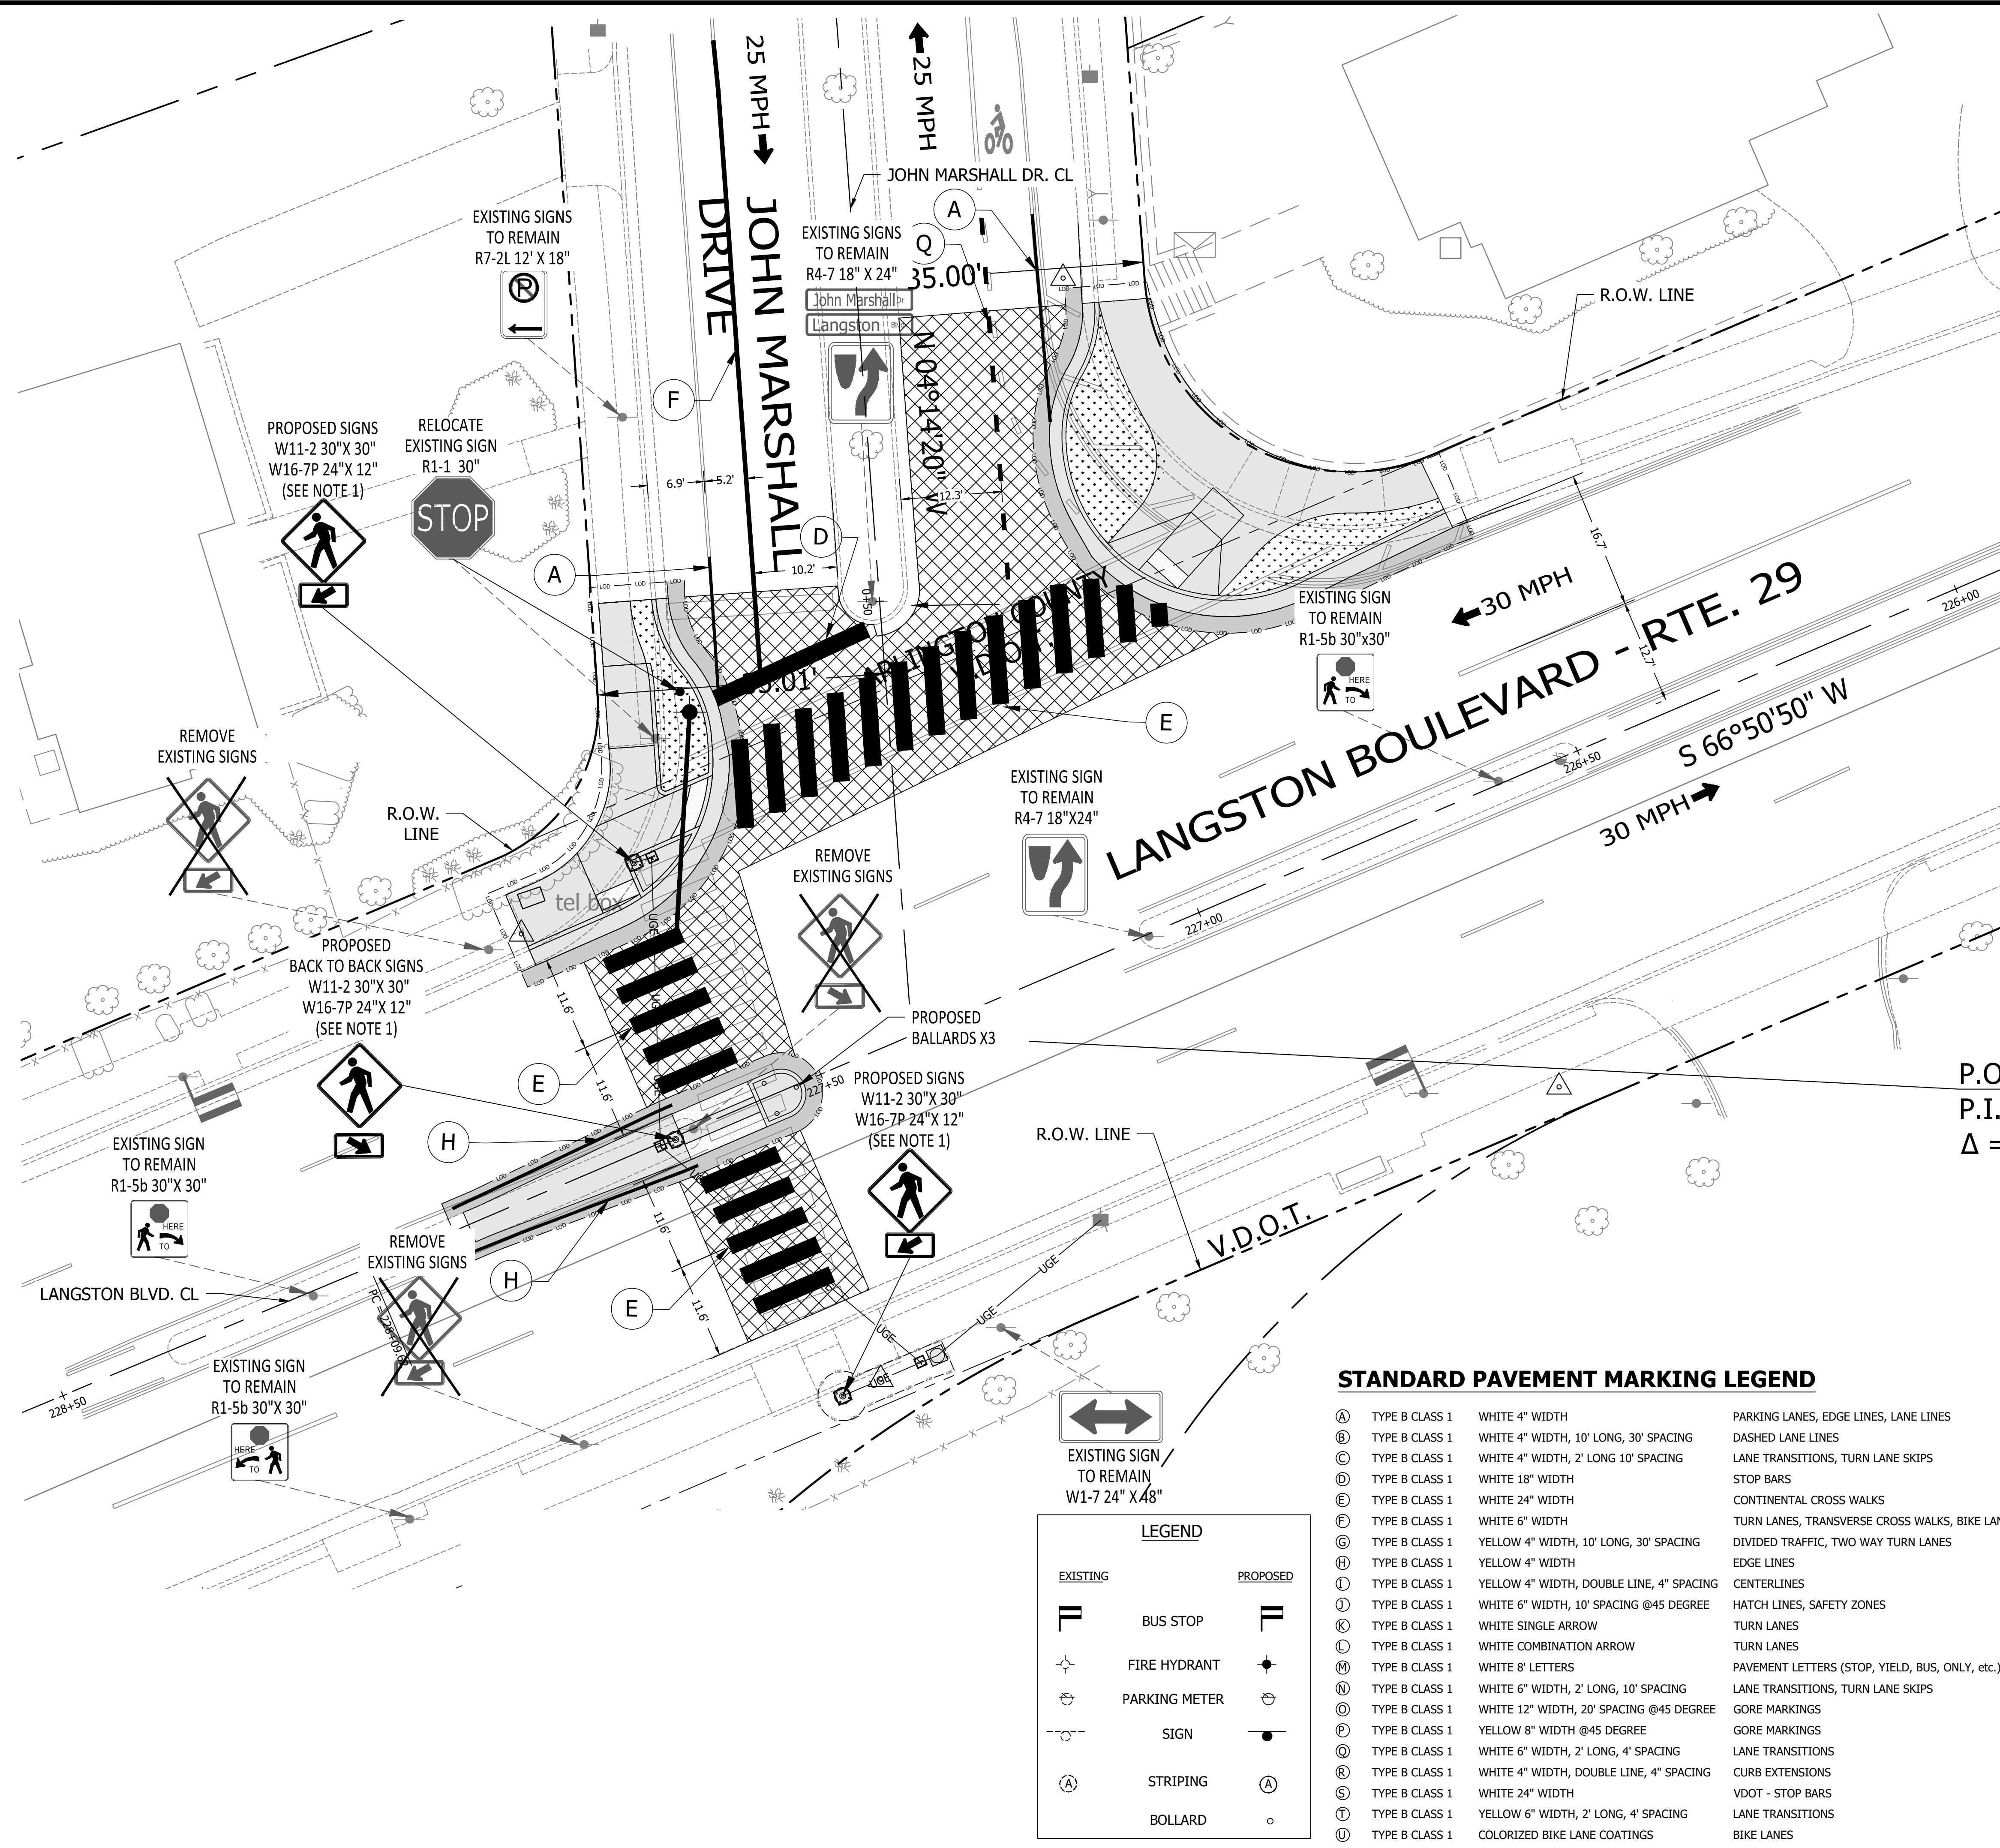 25 MPH
25 MPH
JOHN MARSHALL DR. CL
JOHN MARSHALL
DRIVE
A
Q
35.00'
EXISTING SIGNS
TO REMAIN
R7-2L 12' X 18"
P
EXISTING SIGNS
TO REMAIN
R4-7 18" X 24"
John Marshall Dr
Langston Blvd
N 04°14'20" W
R.O.W. LINE
F
PROPOSED SIGNS
W11-2 30"X 30"
W16-7P 24"X 12"
(SEE NOTE 1)
RELOCATE
EXISTING SIGN
R1-1 30"
STOP
6.9'
5.2'
12.3'
D
10.2'
A
0+50
ARLINGTON COUNTY
D.O.T.
16.7'
12.7'
30 MPH
LANGSTON BOULEVARD - RTE. 29
226+00
226+50
S 66°50'50" W
30 MPH
EXISTING SIGN
TO REMAIN
R1-5b 30"x30"
HERE
TO
E
REMOVE
EXISTING SIGNS
R.O.W.
LINE
tel box
EXISTING SIGN
TO REMAIN
R4-7 18"X24"
227+00
REMOVE
EXISTING SIGNS
PROPOSED
BACK TO BACK SIGNS
W11-2 30"X 30"
W16-7P 24"X 12"
(SEE NOTE 1)
11.6'
UGE
UGE
UGE
E
11.6'
PROPOSED
BALLARDS X3
227+50
PROPOSED SIGNS
W11-2 30"X 30"
W16-7P 24"X 12"
(SEE NOTE 1)
P.O
P.I.
Δ =
R.O.W. LINE
V.D.O.T.
H
H
EXISTING SIGN
TO REMAIN
R1-5b 30"X 30"
HERE
TO
LANGSTON BLVD. CL
REMOVE
EXISTING SIGNS
11.6'
E
11.6'
UGE
UGE
UGE
UGE
228+50
EXISTING SIGN
TO REMAIN
R1-5b 30"X 30"
HERE
TO
EXISTING SIGN
TO REMAIN
W1-7 24" X 48"
LEGEND
EXISTING PROPOSED
BUS STOP
FIRE HYDRANT
PARKING METER
SIGN
A STRIPING A
BOLLARD
STANDARD PAVEMENT MARKING LEGEND
A TYPE B CLASS 1 WHITE 4" WIDTH PARKING LANES, EDGE LINES, LANE LINES
B TYPE B CLASS 1 WHITE 4" WIDTH, 10' LONG, 30' SPACING DASHED LANE LINES
C TYPE B CLASS 1 WHITE 4" WIDTH, 2' LONG 10' SPACING LANE TRANSITIONS, TURN LANE SKIPS
D TYPE B CLASS 1 WHITE 18" WIDTH STOP BARS
E TYPE B CLASS 1 WHITE 24" WIDTH CONTINENTAL CROSS WALKS
F TYPE B CLASS 1 WHITE 6" WIDTH TURN LANES, TRANSVERSE CROSS WALKS, BIKE LAN
G TYPE B CLASS 1 YELLOW 4" WIDTH, 10' LONG, 30' SPACING DIVIDED TRAFFIC, TWO WAY TURN LANES
H TYPE B CLASS 1 YELLOW 4" WIDTH EDGE LINES
I TYPE B CLASS 1 YELLOW 4" WIDTH, DOUBLE LINE, 4" SPACING CENTERLINES
J TYPE B CLASS 1 WHITE 6" WIDTH, 10' SPACING @45 DEGREE HATCH LINES, SAFETY ZONES
K TYPE B CLASS 1 WHITE SINGLE ARROW TURN LANES
L TYPE B CLASS 1 WHITE COMBINATION ARROW TURN LANES
M TYPE B CLASS 1 WHITE 8' LETTERS PAVEMENT LETTERS (STOP, YIELD, BUS, ONLY, etc.)
N TYPE B CLASS 1 WHITE 6" WIDTH, 2' LONG, 10' SPACING LANE TRANSITIONS, TURN LANE SKIPS
O TYPE B CLASS 1 WHITE 12" WIDTH, 20' SPACING @45 DEGREE GORE MARKINGS
P TYPE B CLASS 1 YELLOW 8" WIDTH @45 DEGREE GORE MARKINGS
Q TYPE B CLASS 1 WHITE 6" WIDTH, 2' LONG, 4' SPACING LANE TRANSITIONS
R TYPE B CLASS 1 WHITE 4" WIDTH, DOUBLE LINE, 4" SPACING CURB EXTENSIONS
S TYPE B CLASS 1 WHITE 24" WIDTH VDOT - STOP BARS
T TYPE B CLASS 1 YELLOW 6" WIDTH, 2' LONG, 4' SPACING LANE TRANSITIONS
U TYPE B CLASS 1 COLORIZED BIKE LANE COATINGS BIKE LANES